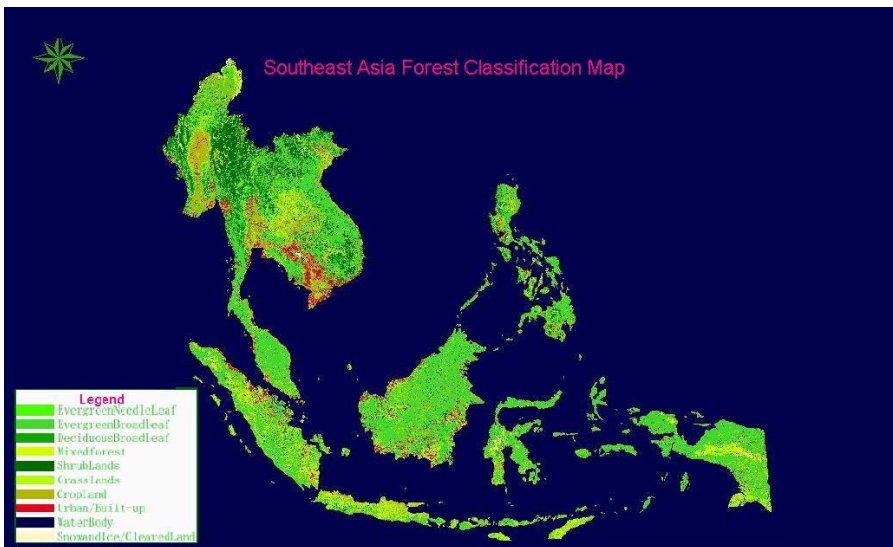 Southeast Asia Forest Classification Map
Legend
EvergreenNeedleLeaf
EvergreenBroadleaf
DeciduousBroadleaf
Mixedforest
ShrubLands
Grasslands
Cropland
Urban/Built-up
WaterBody
SnowandIce/ClearedLand